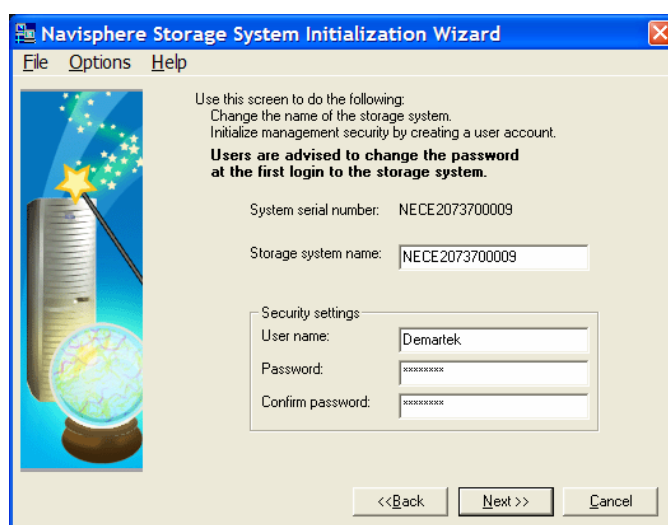 Navisphere Storage System Initialization Wizard
File Options Help
Use this screen to do the following:
Change the name of the storage system.
Initialize management security by creating a user account.
Users are advised to change the password
at the first login to the storage system.
System serial number: NECE2073700009
Storage system name: NECE2073700009
Security settings
User name: Demartek
Password: ********
Confirm password: ********
<<Back Next>> Cancel